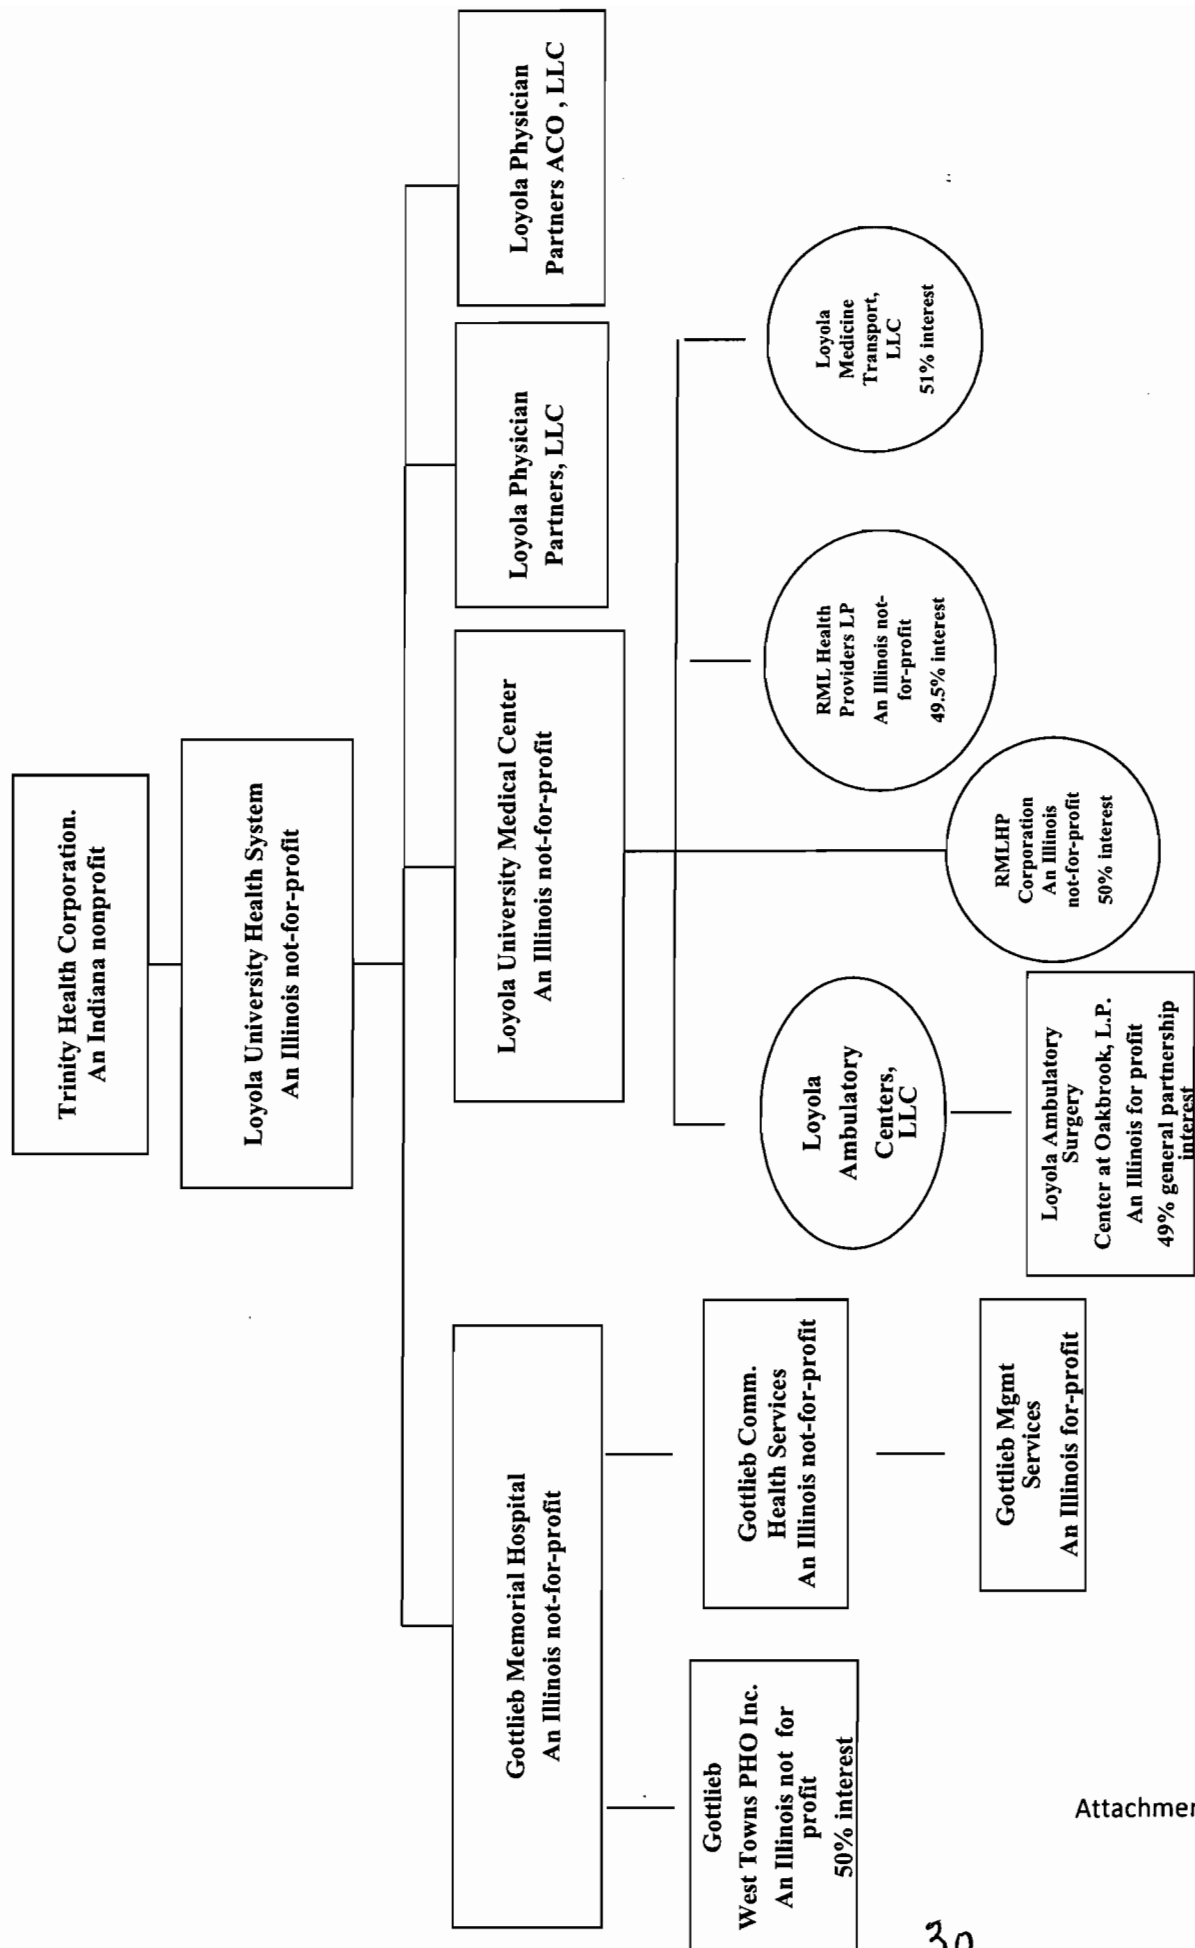 Trinity Health Corporation.
An Indiana nonprofit
Loyola University Health System
An Illinois not-for-profit
Gottlieb Memorial Hospital
An Illinois not-for-profit
Loyola University Medical Center
An Illinois not-for-profit
Loyola Physician
Partners, LLC
Loyola Physician
Partners ACO , LLC
Gottlieb
West Towns PHO Inc.
An Illinois not for
profit
50% interest
Gottlieb Comm.
Health Services
An Illinois not-for-profit
Gottlieb Mgmt
Services
An Illinois for-profit
Loyola
Ambulatory
Centers,
LLC
Loyola Ambulatory
Surgery
Center at Oakbrook, L.P.
An Illinois for profit
49% general partnership
interest
RMLHP
Corporation
An Illinois
not-for-profit
50% interest
RML Health
Providers LP
An Illinois not-
for-profit
49.5% interest
Loyola
Medicine
Transport,
LLC
51% interest
30